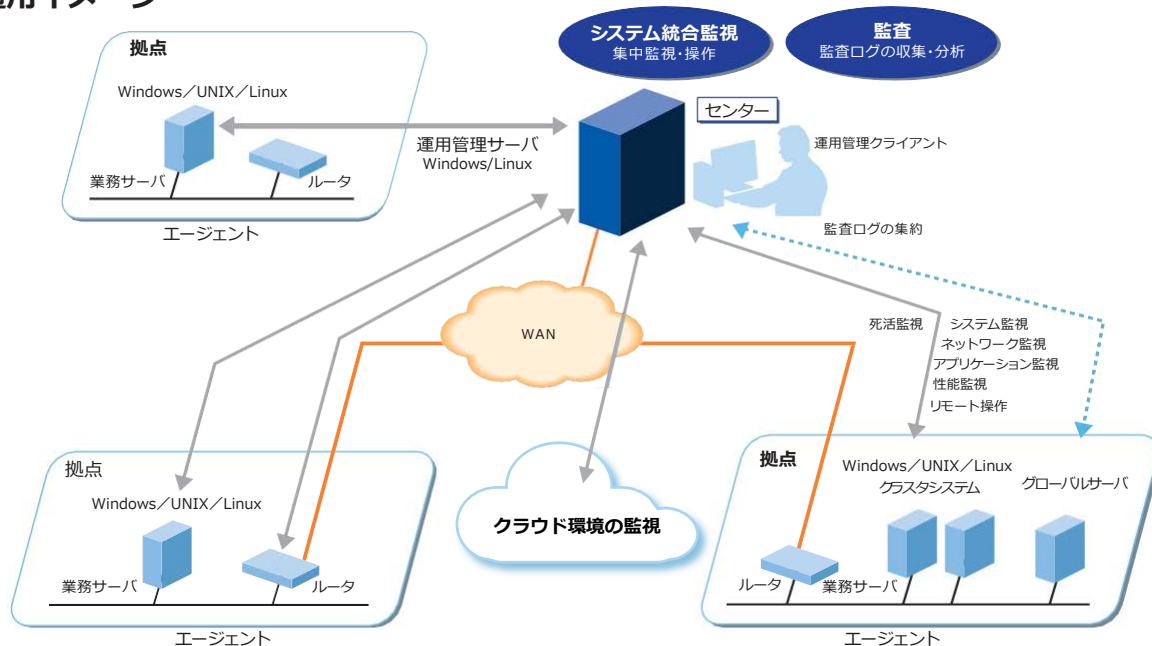 用イメージ
システム統合監視
集中監視・操作
監査
監査ログの収集・分析
拠点
Windows／UNIX／Linux
業務サーバ
ルータ
エージェント
運用管理サーバ
Windows/Linux
センター
運用管理クライアント
監査ログの集約
WAN
死活監視
システム監視
ネットワーク監視
アプリケーション監視
性能監視
リモート操作
拠点
Windows／UNIX／Linux
業務サーバ
ルータ
エージェント
クラウド環境の監視
拠点
Windows／UNIX／Linux
クラスタシステム
グローバルサーバ
ルータ
業務サーバ
エージェント